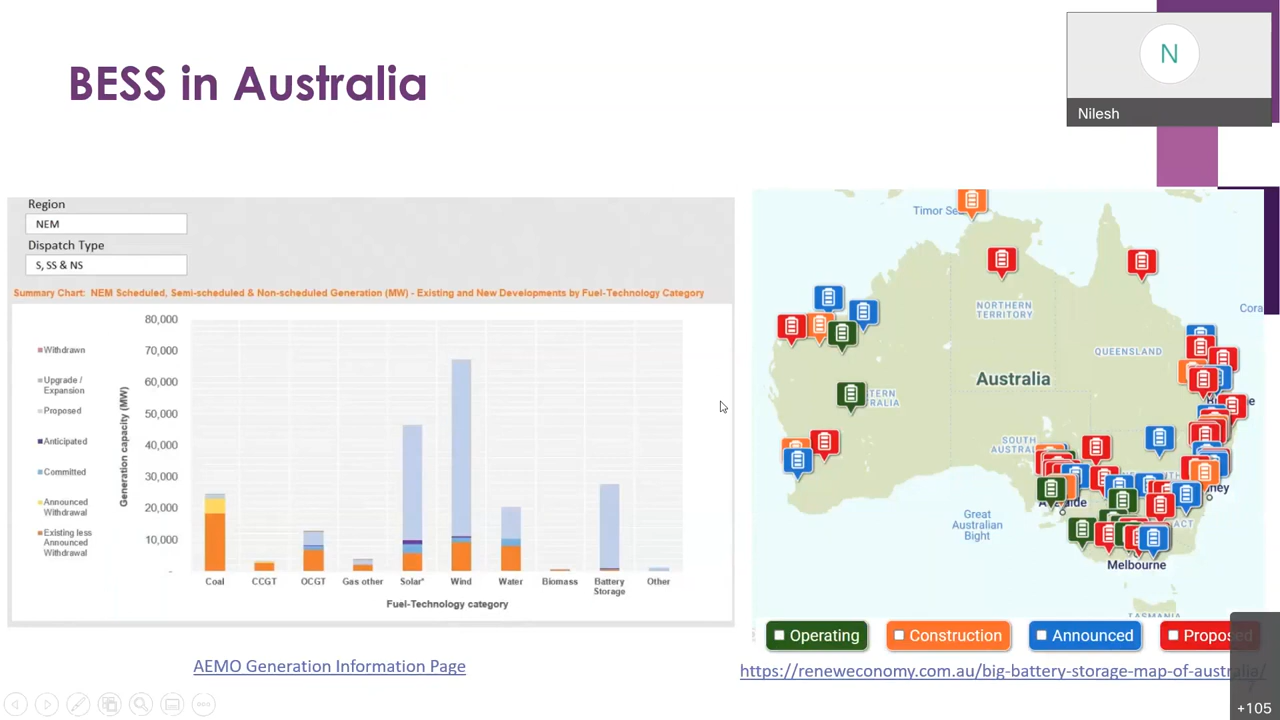 BESS in Australia
N
Nilesh
Region
NEM
Dispatch Type
S, SS & NS
Summary Chart: NEM Scheduled, Semi-scheduled & Non-scheduled Generation (MW) - Existing and New Developments by Fuel-Technology Category
Withdrawn
Upgrade /
Expansion
Proposed
Anticipated
Committed
Announced
Withdrawal
Existing less
Announced
Withdrawal
Generation capacity (MW)
80,000
70,000
60,000
50,000
40,000
30,000
20,000
10,000
-
Coal
CCGT
OCGT
Gas other
Solar*
Wind
Water
Biomass
Battery
Storage
Other
Fuel-Technology category
AEMO Generation Information Page
Timor Se
Cora
NORTHERN
TERRITORY
QUEENSLAND
Australia
TERN
RALIA
SOUTH
AUSTRAL
Great
Australian
Bight
ney
ACT
Melbourne
TASMANIA
Operating
Construction
Announced
Proposed
https://reneweconomy.com.au/big-battery-storage-map-of-australia/
7
+105